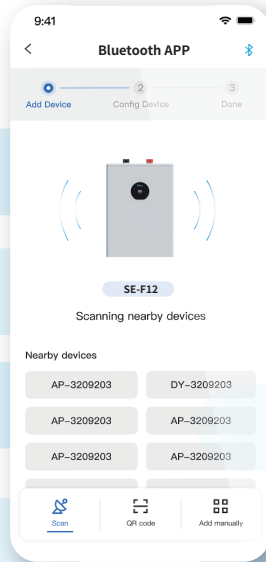 9:41
Bluetooth APP
2 3
Add Device Config Device Done
SE-F12
Scanning nearby devices
Nearby devices
AP-3209203 DY-3209203
AP-3209203 AP-3209203
AP-3209203 AP-3209203
Scan QR code Add manually